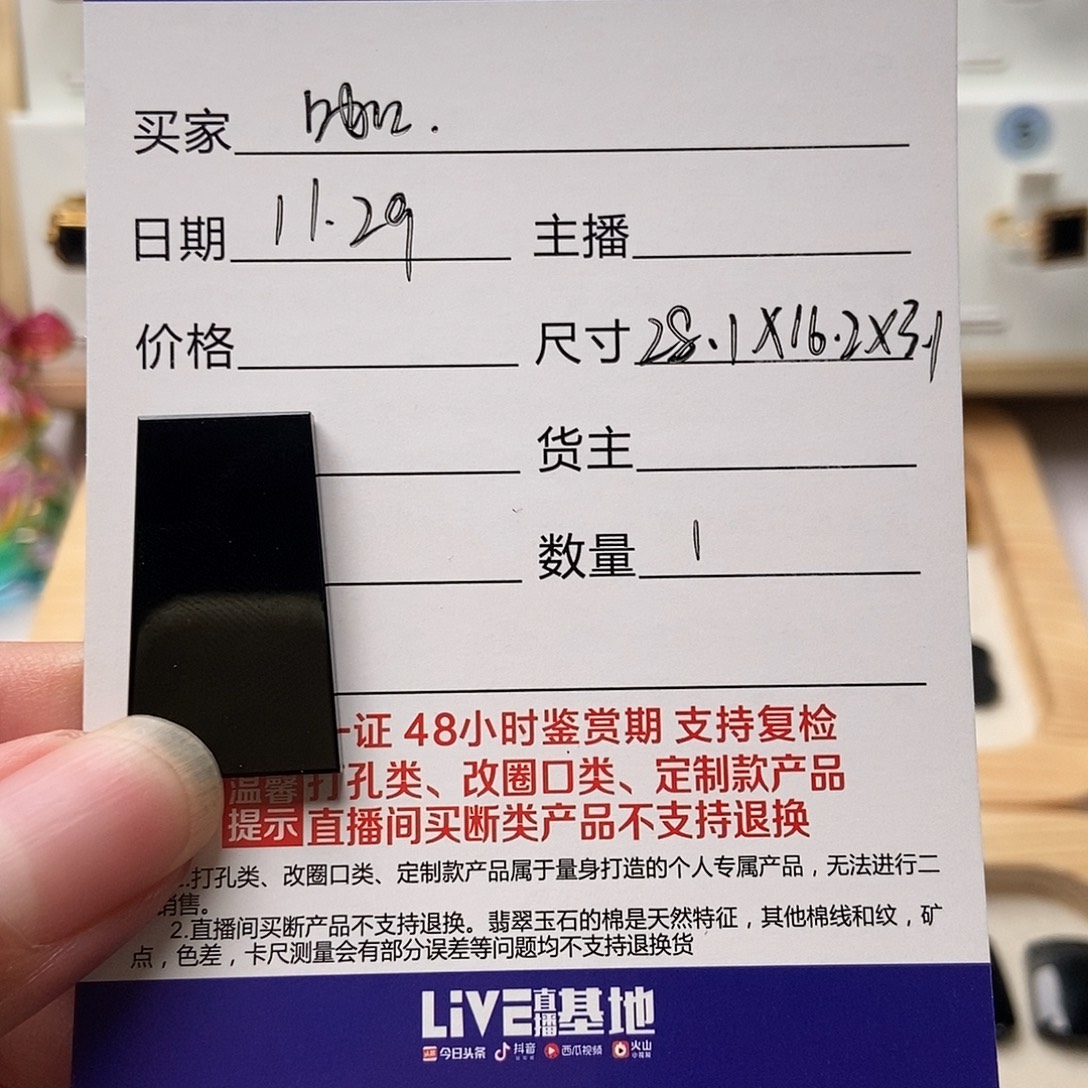 买家
日期 11.29 主播
价格 尺寸 28.1X16.2X3.1
货主
数量 1
一证 48小时鉴赏期 支持复检
温馨 打孔类、改圈口类、定制款产品
提示 直播间买断类产品不支持退换
.打孔类、改圈口类、定制款产品属于量身打造的个人专属产品，无法进行二
销售。
2.直播间买断产品不支持退换。翡翠玉石的棉是天然特征，其他棉线和纹，矿
点，色差，卡尺测量会有部分误差等问题均不支持退换货
LiVE直播基地
头条 今日头条 抖音 西瓜视频 火山小视频